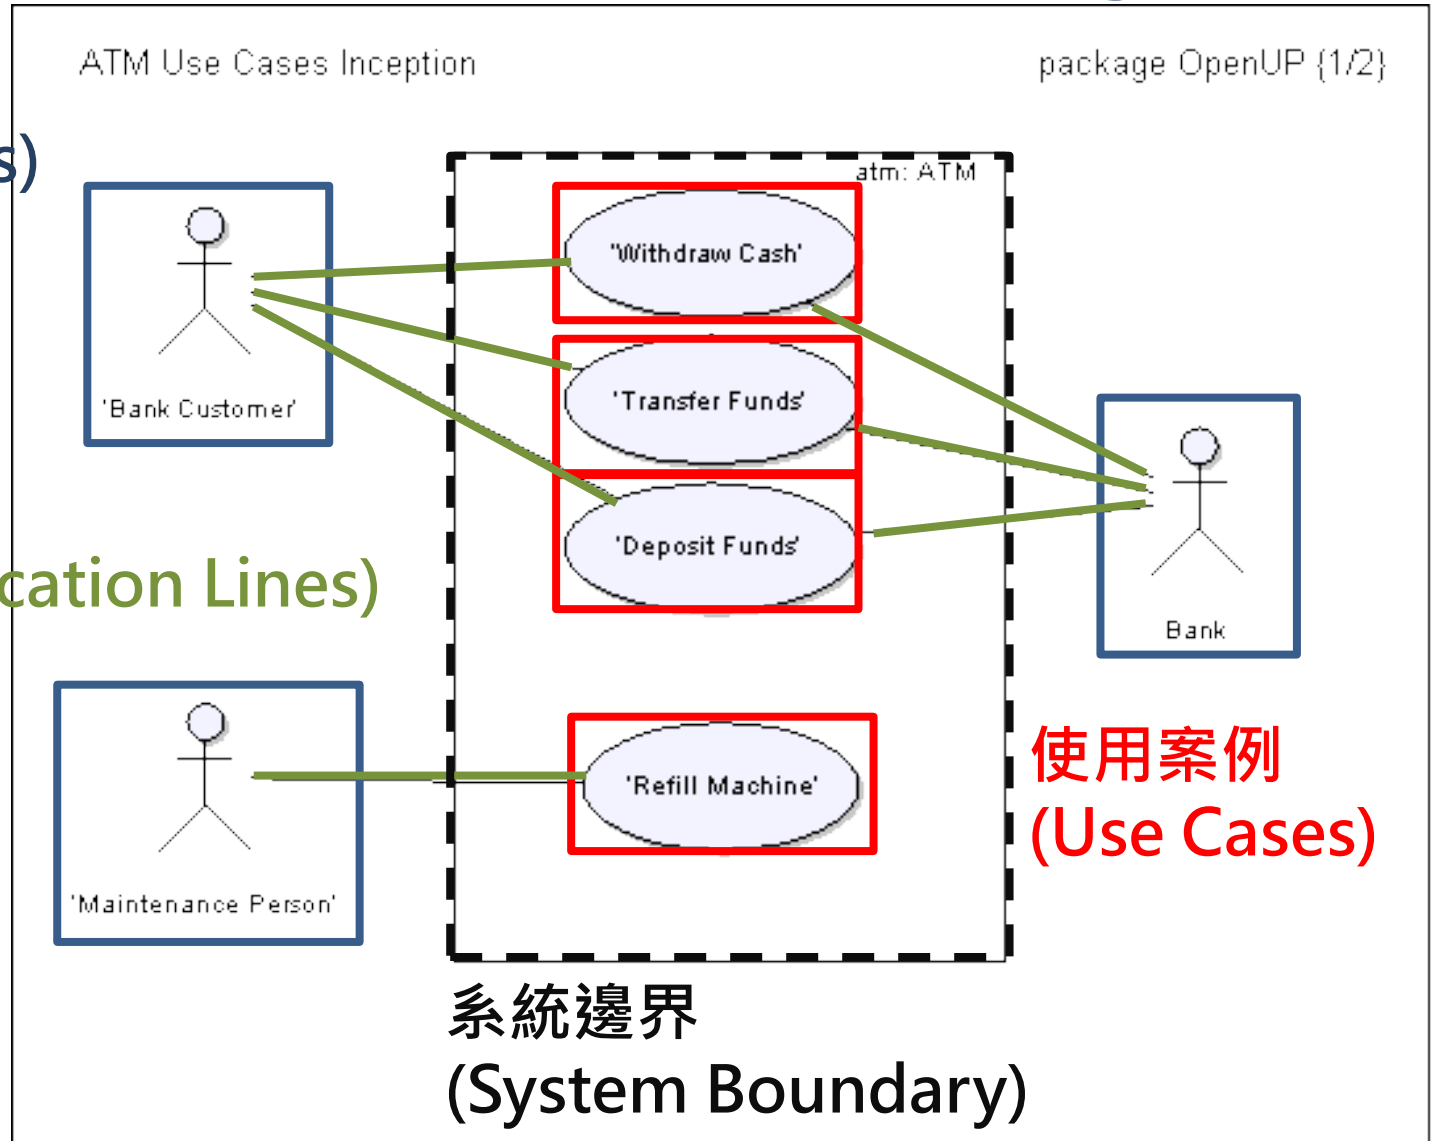 ATM Use Cases Inception
package OpenUP {1/2}
s)
atm: ATM
'Withdraw Cash'
'Transfer Funds'
'Bank Customer'
'Deposit Funds'
cation Lines)
Bank
使用案例
(Use Cases)
'Refill Machine'
'Maintenance Person'
系統邊界
(System Boundary)